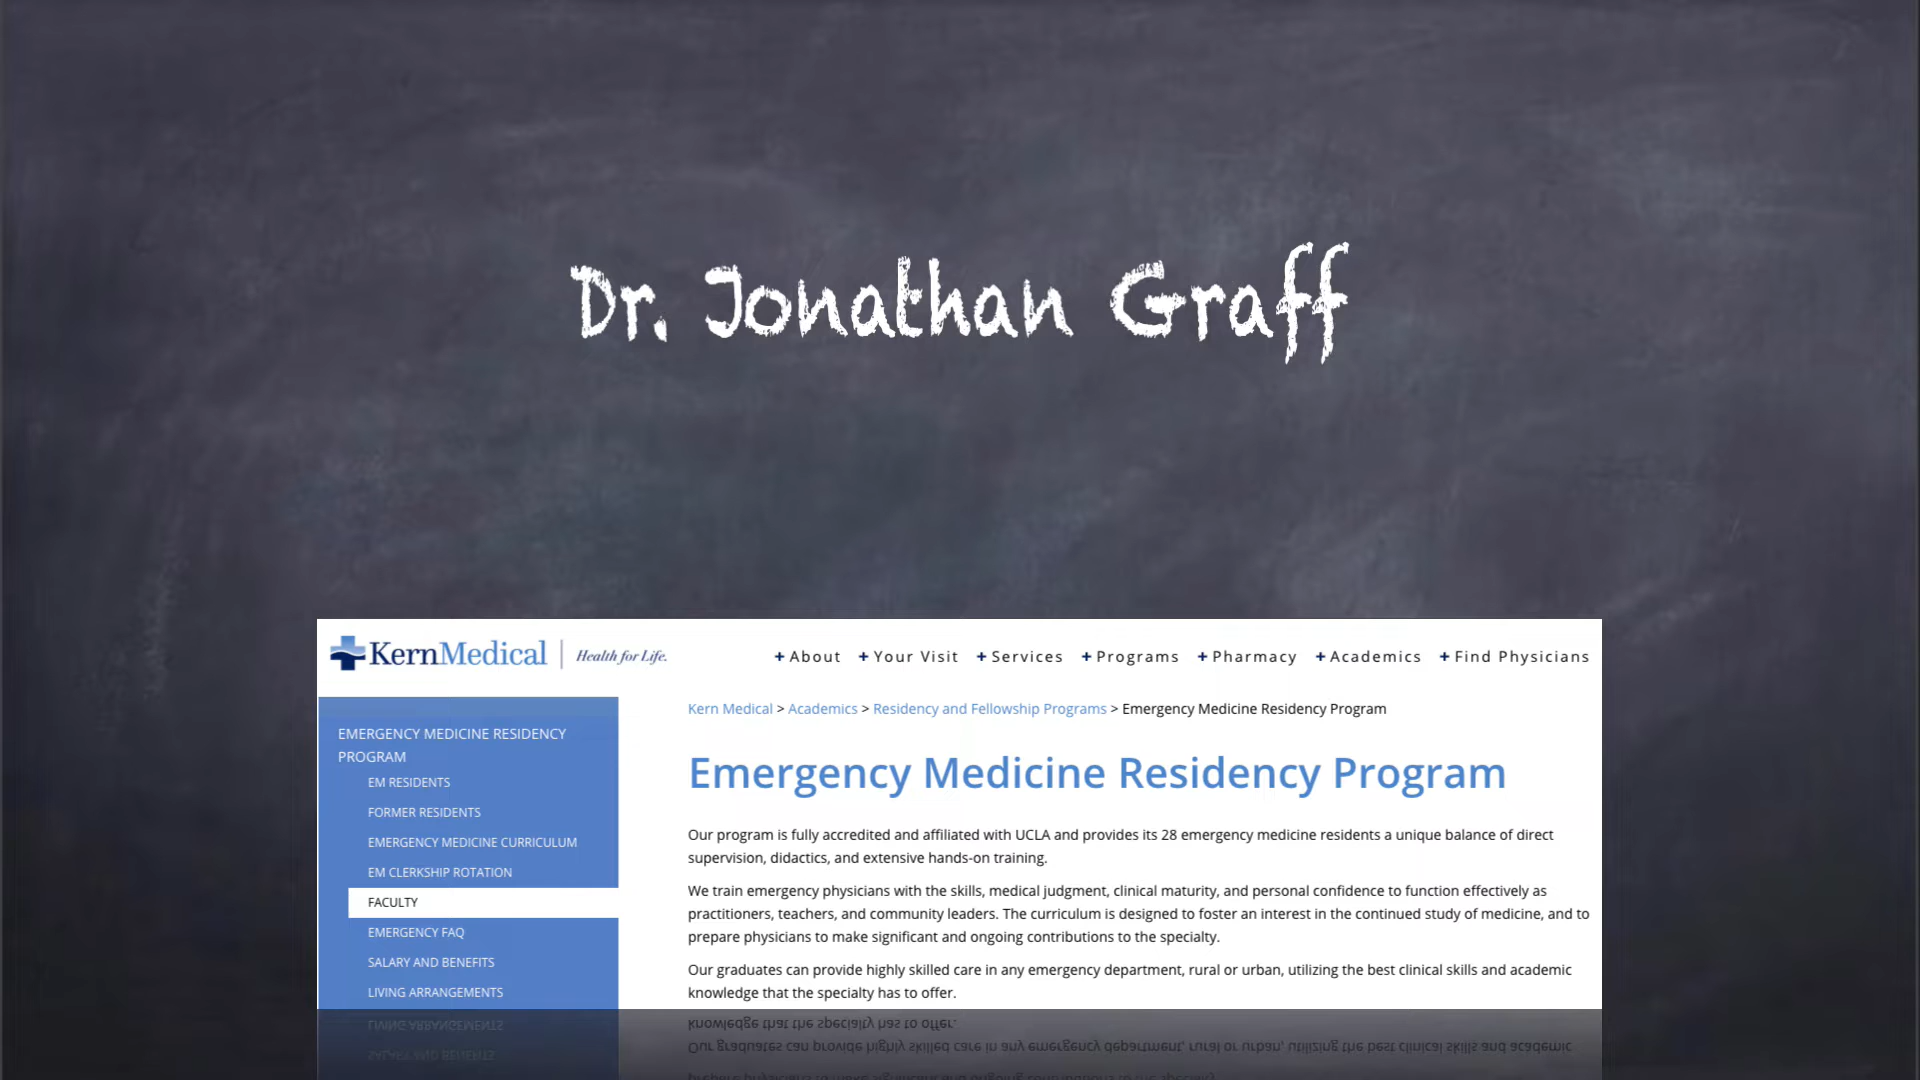 Dr. Jonathan Graff
KernMedical | Health for Life.
+ About + Your Visit + Services + Programs + Pharmacy + Academics + Find Physicians
EMERGENCY MEDICINE RESIDENCY
PROGRAM
EM RESIDENTS
FORMER RESIDENTS
EMERGENCY MEDICINE CURRICULUM
EM CLERKSHIP ROTATION
FACULTY
EMERGENCY FAQ
SALARY AND BENEFITS
LIVING ARRANGEMENTS
Kern Medical > Academics > Residency and Fellowship Programs > Emergency Medicine Residency Program
Emergency Medicine Residency Program
Our program is fully accredited and affiliated with UCLA and provides its 28 emergency medicine residents a unique balance of direct
supervision, didactics, and extensive hands-on training.
We train emergency physicians with the skills, medical judgment, clinical maturity, and personal confidence to function effectively as
practitioners, teachers, and community leaders. The curriculum is designed to foster an interest in the continued study of medicine, and to
prepare physicians to make significant and ongoing contributions to the specialty.
Our graduates can provide highly skilled care in any emergency department, rural or urban, utilizing the best clinical skills and academic
knowledge that the specialty has to offer.